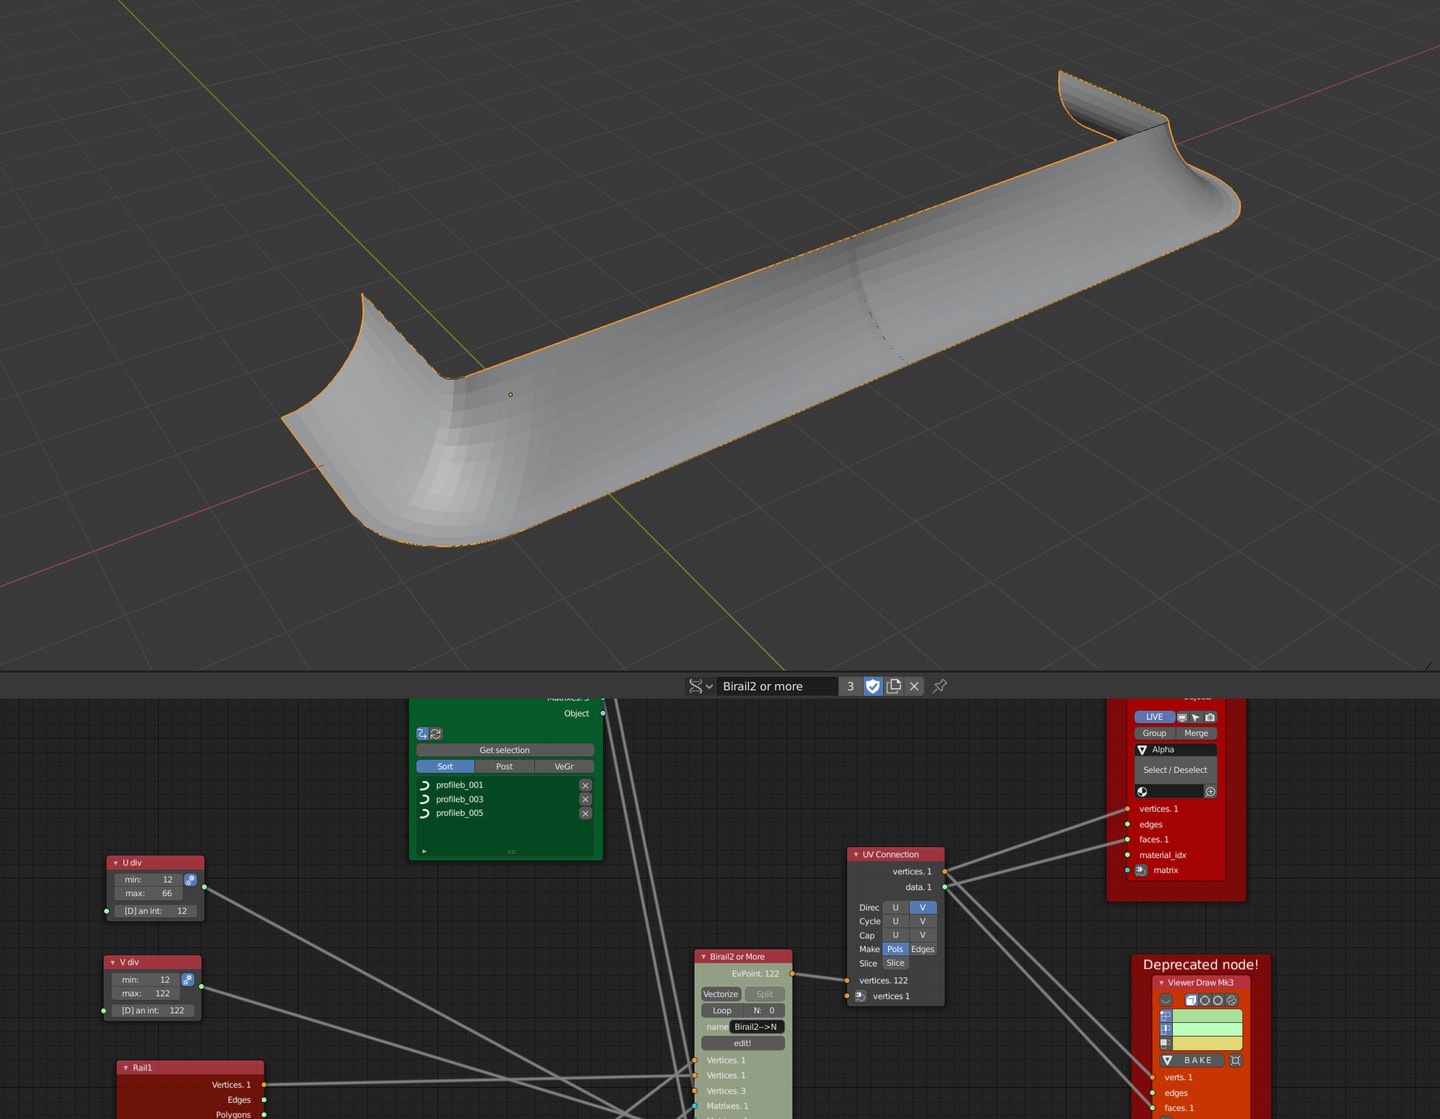 Birail2 or more
3
Object
Get selection
Sort
Post
VeGr
profileb_001
profileb_003
profileb_005
U div
min: 12
max: 66
[D] an int: 12
V div
min: 12
max: 122
[D] an int: 122
Rail1
Vertices. 1
Edges
Polygons
Birail2 or More
EvPoint. 122
Vectorize
Split
Loop
N: 0
name
Birail2-->N
edit!
Vertices. 1
Vertices. 1
Vertices. 3
Matrixes. 1
UV Connection
vertices. 1
data. 1
Direc U V
Cycle U V
Cap U V
Make Pols Edges
Slice Slice
vertices. 122
vertices 1
LIVE
Group Merge
Alpha
Select / Deselect
vertices. 1
edges
faces. 1
material_idx
matrix
Deprecated node!
Viewer Draw Mk3
B A K E
verts. 1
edges
faces. 1